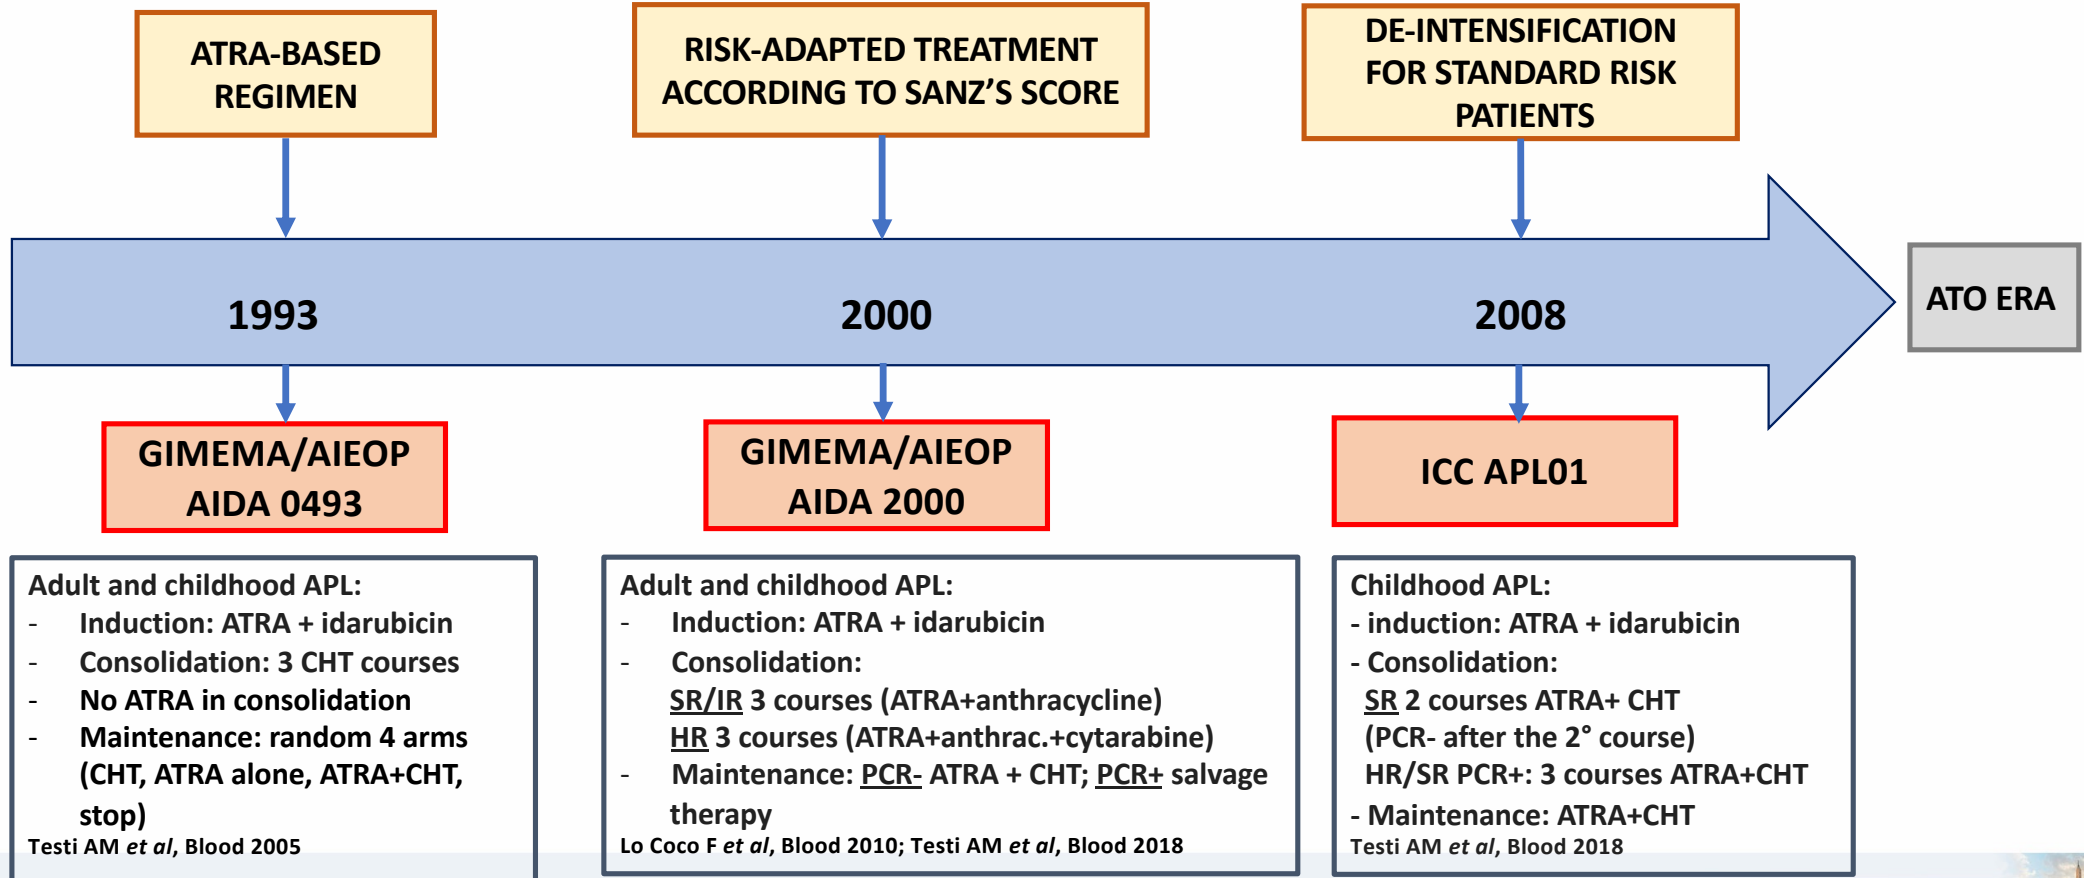 ATRA-BASED
REGIMEN
RISK-ADAPTED TREATMENT
ACCORDING TO SANZ'S SCORE
DE-INTENSIFICATION
FOR STANDARD RISK
PATIENTS
1993
2000
2008
ATO ERA
GIMEMA/AIEOP
AIDA 0493
GIMEMA/AIEOP
AIDA 2000
ICC APL01
Adult and childhood APL:
- Induction: ATRA + idarubicin
- Consolidation: 3 CHT courses
- No ATRA in consolidation
- Maintenance: random 4 arms
(CHT, ATRA alone, ATRA+CHT,
stop)
Testi AM et al, Blood 2005
Adult and childhood APL:
- Induction: ATRA + idarubicin
- Consolidation:
SR/IR 3 courses (ATRA+anthracycline)
HR 3 courses (ATRA+anthrac.+cytarabine)
- Maintenance: PCR- ATRA + CHT; PCR+ salvage
therapy
Lo Coco F et al, Blood 2010; Testi AM et al, Blood 2018
Childhood APL:
- induction: ATRA + idarubicin
- Consolidation:
SR 2 courses ATRA+ CHT
(PCR- after the 2° course)
HR/SR PCR+: 3 courses ATRA+CHT
- Maintenance: ATRA+CHT
Testi AM et al, Blood 2018